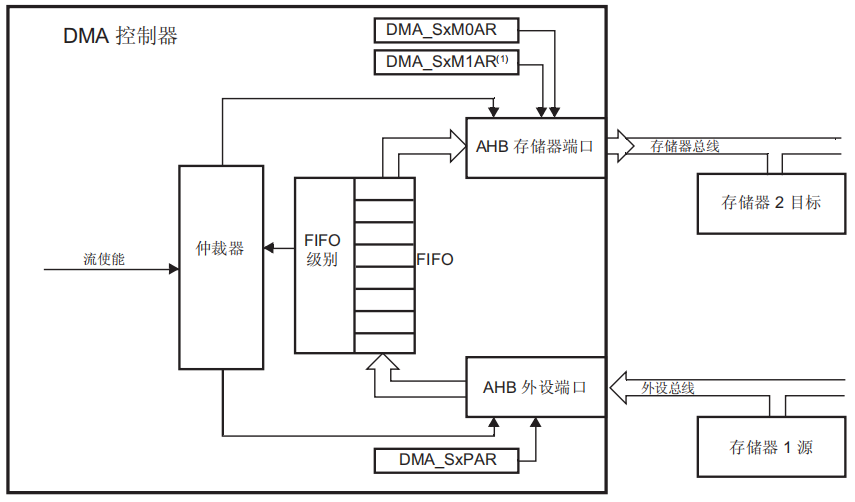 DMA 控制器
DMA_SxM0AR
DMA_SxM1AR(1)
AHB 存储器端口
存储器总线
存储器 2 目标
仲裁器
流使能
FIFO
级别
FIFO
AHB 外设端口
外设总线
存储器 1 源
DMA_SxPAR